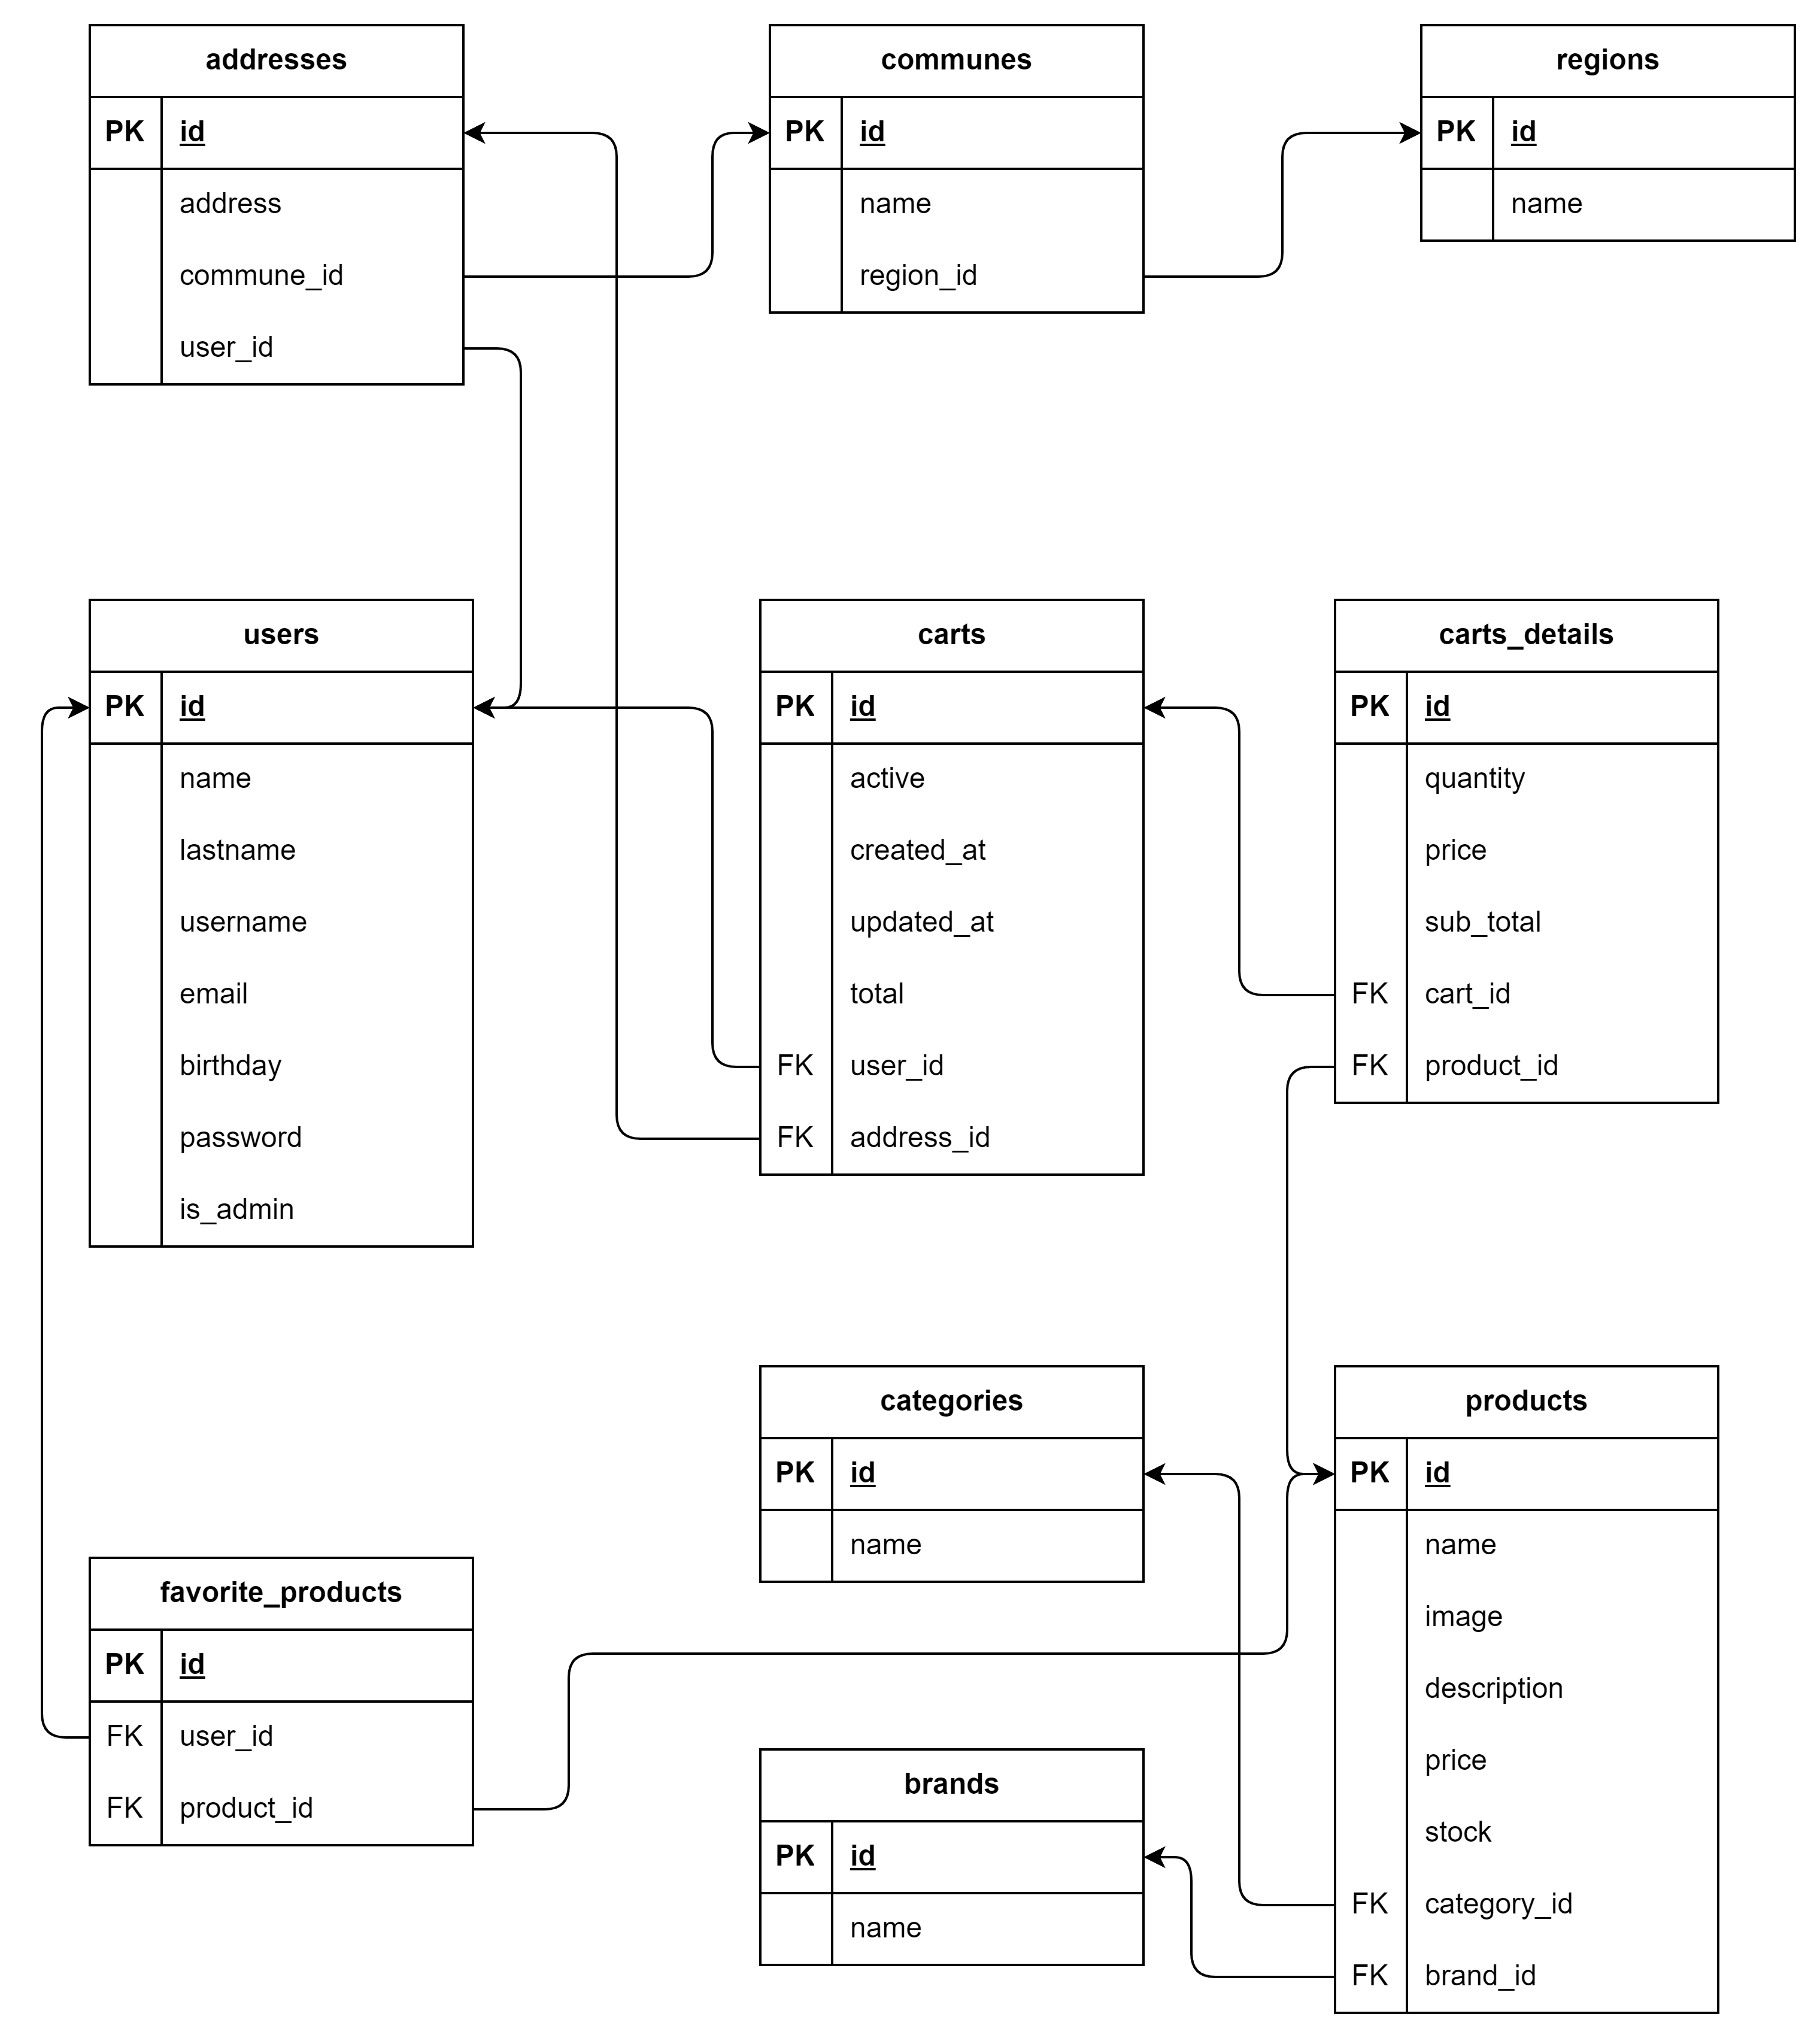 addresses
PK id
address
commune_id
user_id
communes
PK id
name
region_id
regions
PK id
name
users
PK id
name
lastname
username
email
birthday
password
is_admin
carts
PK id
active
created_at
updated_at
total
FK user_id
FK address_id
carts_details
PK id
quantity
price
sub_total
FK cart_id
FK product_id
categories
PK id
name
products
PK id
name
image
description
price
stock
FK category_id
FK brand_id
favorite_products
PK id
FK user_id
FK product_id
brands
PK id
name